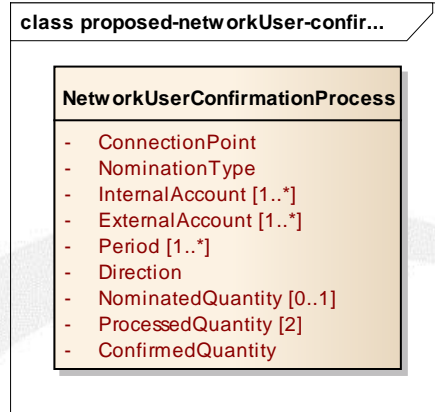 class proposed-networkUser-confir...
NetworkUserConfirmationProcess
- ConnectionPoint
- NominationType
- InternalAccount [1..*]
- ExternalAccount [1..*]
- Period [1..*]
- Direction
- NominatedQuantity [0..1]
- ProcessedQuantity [2]
- ConfirmedQuantity